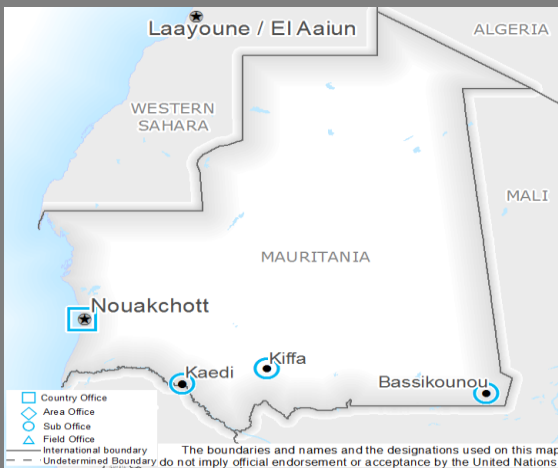 Laayoune / El Aaiun
ALGERIA
WESTERN
SAHARA
MALI
MAURITANIA
Nouakchott
Kiffa
Kaedi
Bassikounou
Country Office
Area Office
Sub Office
Field Office
International boundary
Undetermined Boundary
The boundaries and names and the designations used on this map
do not imply official endorsement or acceptance by the United Nations